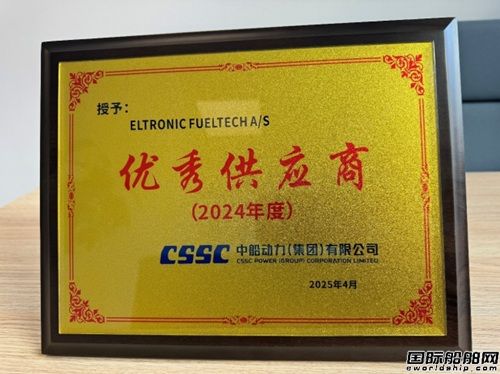 授予：
ELTRONIC FUELTECH A/S
优秀供应商
(2024年度)
CSSC 中船动力(集团)有限公司
CSSC POWER (GROUP) CORPORATION LIMITED
2025年4月
国际船舶网
eworldship.com